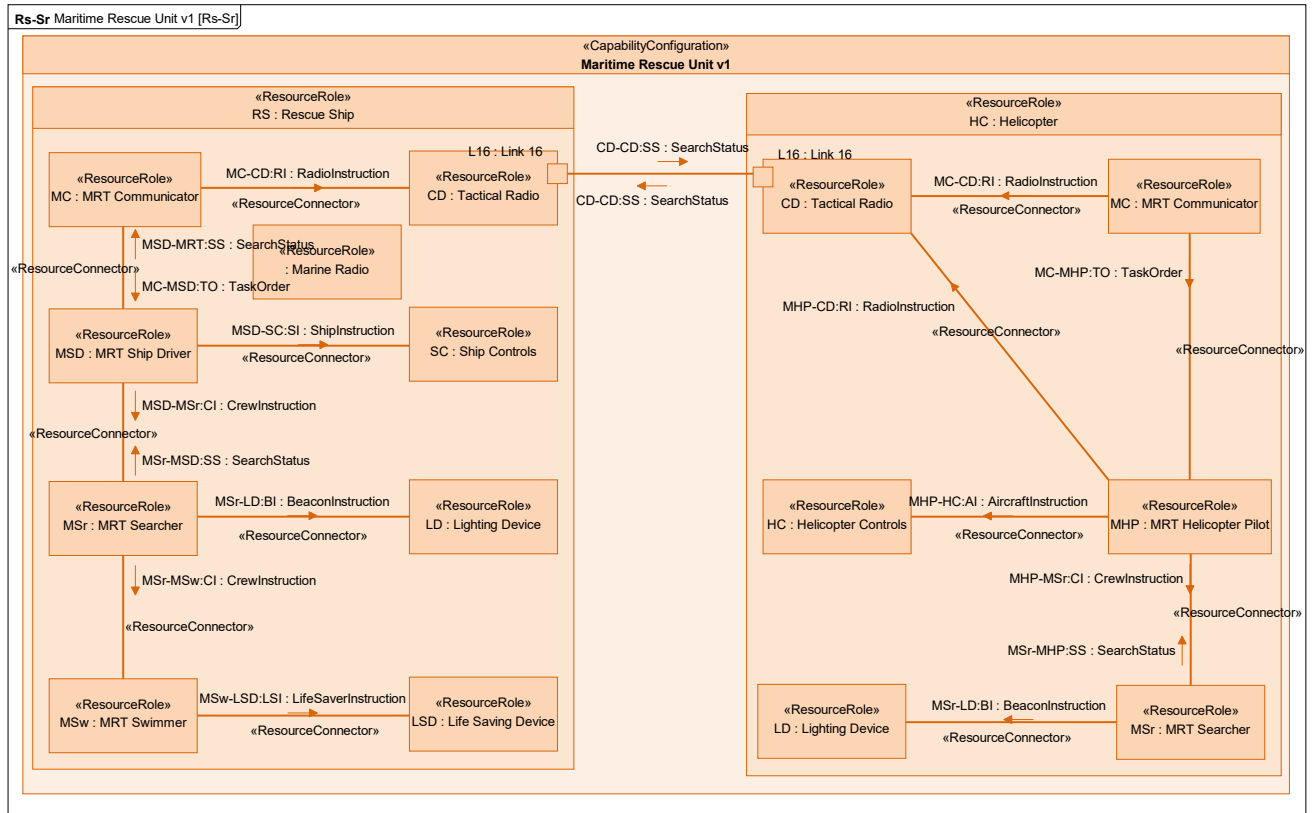 Rs-Sr Maritime Rescue Unit v1 [Rs-Sr]
«CapabilityConfiguration»
Maritime Rescue Unit v1
«ResourceRole»
RS : Rescue Ship
«ResourceRole»
HC : Helicopter
L16 : Link 16
CD-CD:SS : SearchStatus
CD-CD:SS : SearchStatus
L16 : Link 16
«ResourceRole»
MC : MRT Communicator
MC-CD:RI : RadioInstruction
«ResourceConnector»
«ResourceRole»
CD : Tactical Radio
«ResourceRole»
: Marine Radio
MSD-MRT:SS : SearchStatus
«ResourceConnector»
MC-MSD:TO : TaskOrder
«ResourceRole»
MSD : MRT Ship Driver
MSD-SC:SI : ShipInstruction
«ResourceConnector»
«ResourceRole»
SC : Ship Controls
MSD-MSr:CI : CrewInstruction
«ResourceConnector»
MSr-MSD:SS : SearchStatus
«ResourceRole»
MSr : MRT Searcher
MSr-LD:BI : BeaconInstruction
«ResourceConnector»
«ResourceRole»
LD : Lighting Device
MSr-MSw:CI : CrewInstruction
«ResourceConnector»
«ResourceRole»
MSw : MRT Swimmer
MSw-LSD:LSI : LifeSaverInstruction
«ResourceConnector»
«ResourceRole»
LSD : Life Saving Device
«ResourceRole»
CD : Tactical Radio
MC-CD:RI : RadioInstruction
«ResourceConnector»
«ResourceRole»
MC : MRT Communicator
MC-MHP:TO : TaskOrder
«ResourceConnector»
MHP-CD:RI : RadioInstruction
«ResourceConnector»
«ResourceRole»
HC : Helicopter Controls
MHP-HC:AI : AircraftInstruction
«ResourceConnector»
«ResourceRole»
MHP : MRT Helicopter Pilot
MHP-MSr:CI : CrewInstruction
«ResourceConnector»
MSr-MHP:SS : SearchStatus
«ResourceRole»
LD : Lighting Device
MSr-LD:BI : BeaconInstruction
«ResourceConnector»
«ResourceRole»
MSr : MRT Searcher